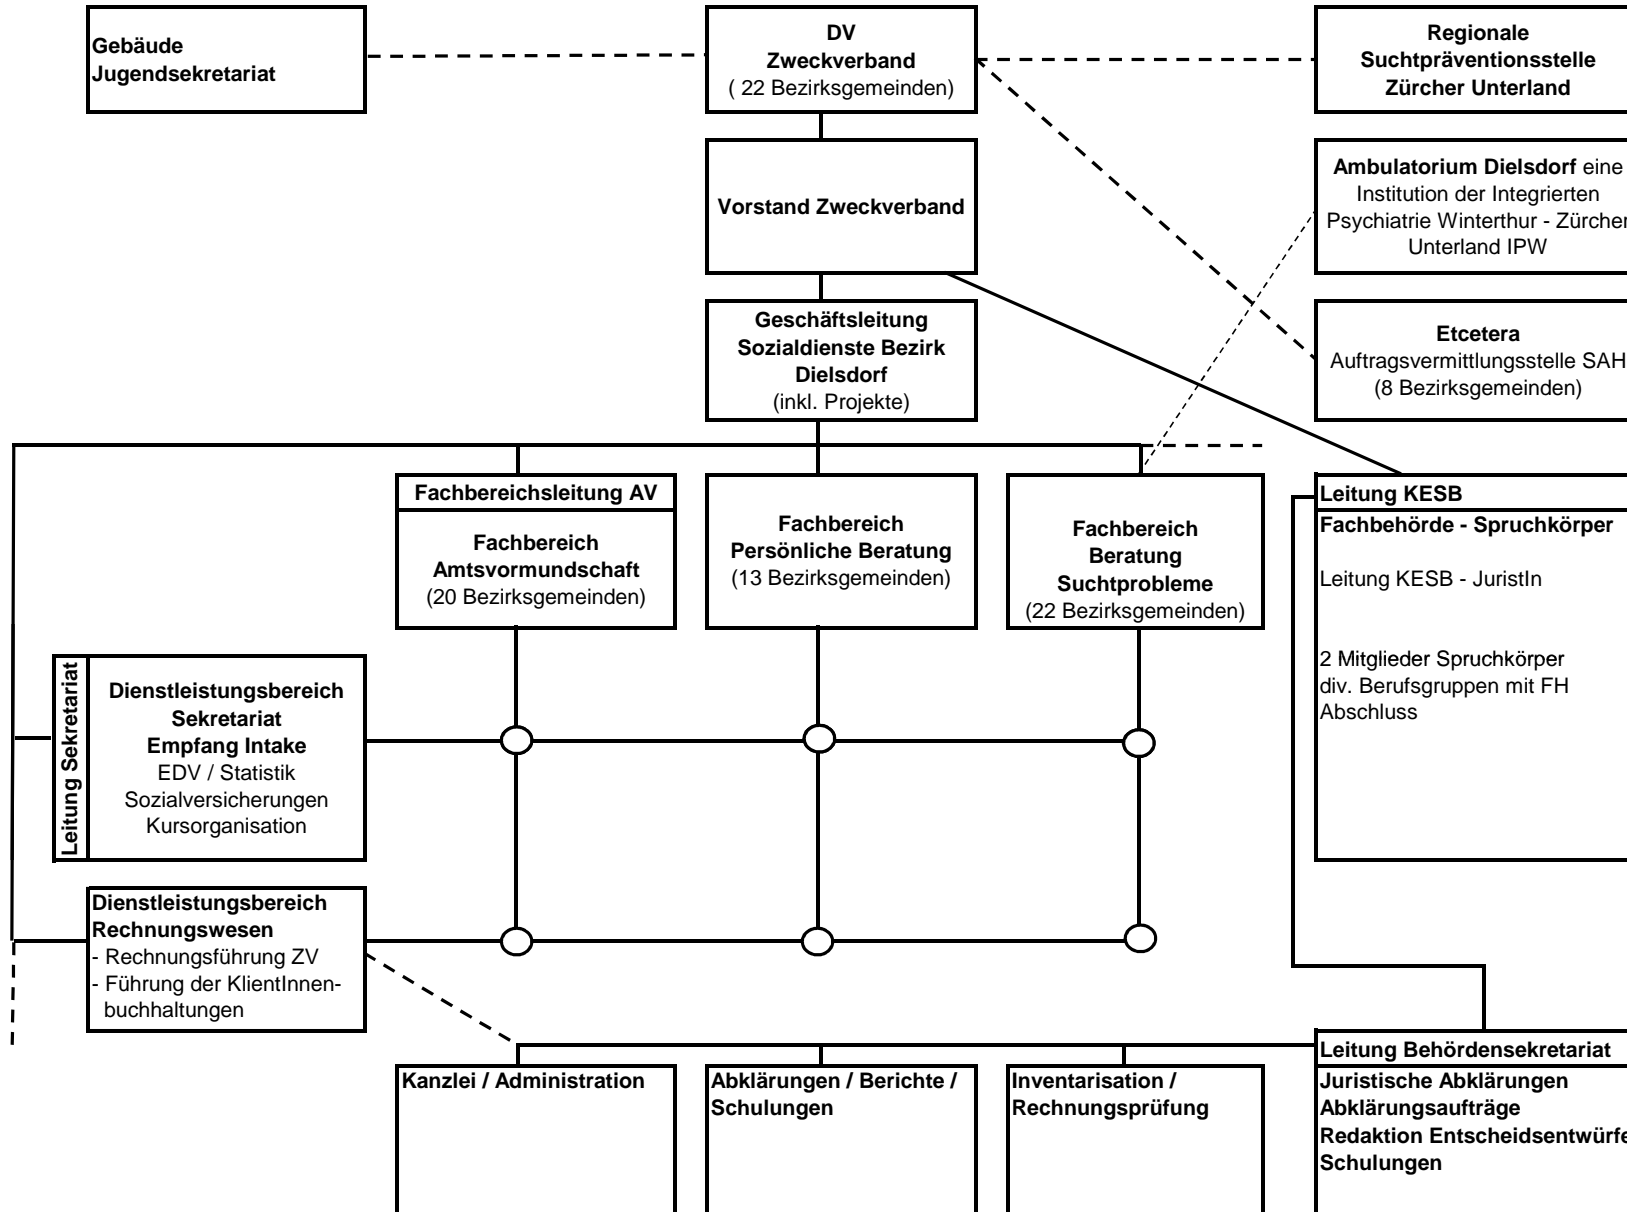 Gebäude
Jugendsekretariat
DV
Zweckverband
( 22 Bezirksgemeinden)
Regionale
Suchtpräventionsstelle
Zürcher Unterland
Vorstand Zweckverband
Ambulatorium Dielsdorf eine
Institution der Integrierten
Psychiatrie Winterthur - Zürcher
Unterland IPW
Geschäftsleitung
Sozialdienste Bezirk
Dielsdorf
(inkl. Projekte)
Etcetera
Auftragsvermittlungsstelle SAH
(8 Bezirksgemeinden)
Fachbereichsleitung AV
Fachbereich
Amtsvormundschaft
(20 Bezirksgemeinden)
Fachbereich
Persönliche Beratung
(13 Bezirksgemeinden)
Fachbereich
Beratung
Suchtprobleme
(22 Bezirksgemeinden)
Leitung KESB
Fachbehörde - Spruchkörper
Leitung KESB - JuristIn
2 Mitglieder Spruchkörper
div. Berufsgruppen mit FH
Abschluss
Leitung Sekretariat
Dienstleistungsbereich
Sekretariat
Empfang Intake
EDV / Statistik
Sozialversicherungen
Kursorganisation
Dienstleistungsbereich
Rechnungswesen
- Rechnungsführung ZV
- Führung der KlientInnen-
buchhaltungen
Kanzlei / Administration
Abklärungen / Berichte /
Schulungen
Inventarisation /
Rechnungsprüfung
Leitung Behördensekretariat
Juristische Abklärungen
Abklärungsaufträge
Redaktion Entscheidsentwürfe
Schulungen